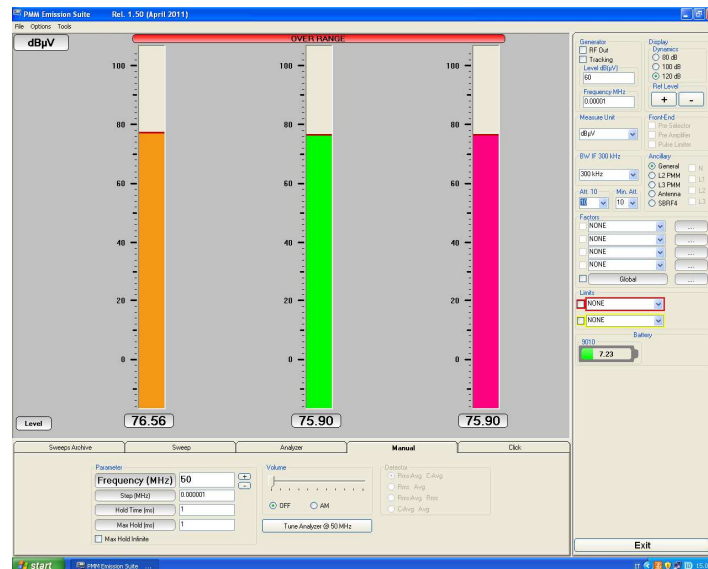 PMM Emission Suite Rel. 1.50 (April 2011)
File Options Tools
dBµV
OVER RANGE
100 100 100
80 80 80
60 60 60
40 40 40
20 20 20
0 0 0
Level
76.56 75.90 75.90
Generator
RF Out
Tracking
Level dB(µV)
60
Frequency MHz
0.00001
Display
Dynamics
80 dB
100 dB
120 dB
Ref Level
+ -
Measure Unit
dBµV
Front-End
Pre Selector
Pre Amplifier
Pulse Limiter
BW IF 300 kHz
300 kHz
Att. 10 Min. Att.
10 10
Ancillary
General N
L2 PMM L1
L3 PMM L2
Antenna L3
SBRF4
Factors
NONE ...
NONE ...
NONE ...
NONE ...
Global ...
Limits
NONE
NONE
Battery
9010
7.23
Sweeps Archive Sweep Analyzer Manual Click
Parameter
Frequency (MHz) 50 + -
Step (MHz) 0.000001
Hold Time (ms) 1
Max Hold (ms) 1
Max Hold Infinite
Volume
OFF AM
Tune Analyzer @ 50 MHz
Detector
Rms-Avg C-Avg
Rms Avg
Rms-Avg Rms
C-Avg Avg
Exit
start PMM Emission Suite ... IT